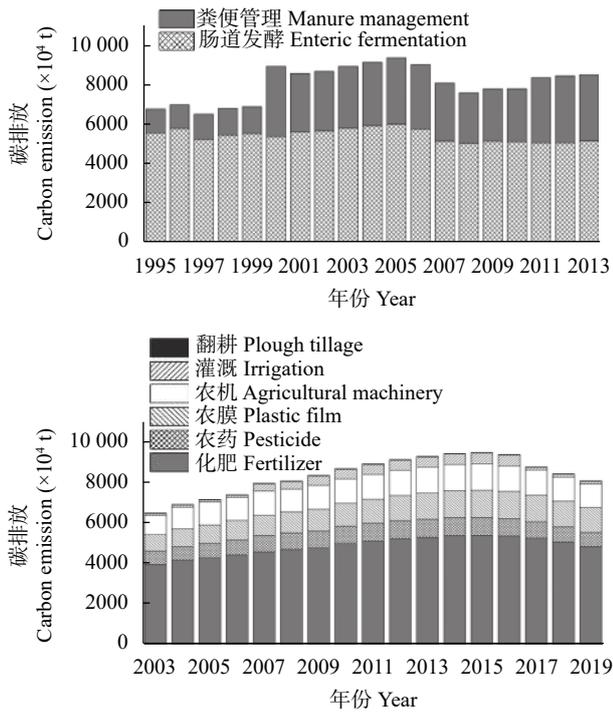 粪便管理 Manure management
肠道发酵 Enteric fermentation
碳排放
Carbon emission (×10⁴ t)
10 000
8000
6000
4000
2000
0
1995 1997 1999 2001 2003 2005 2007 2009 2011 2013
年份 Year
翻耕 Plough tillage
灌溉 Irrigation
农机 Agricultural machinery
农膜 Plastic film
农药 Pesticide
化肥 Fertilizer
碳排放
Carbon emission (×10⁴ t)
10 000
8000
6000
4000
2000
0
2003 2005 2007 2009 2011 2013 2015 2017 2019
年份 Year